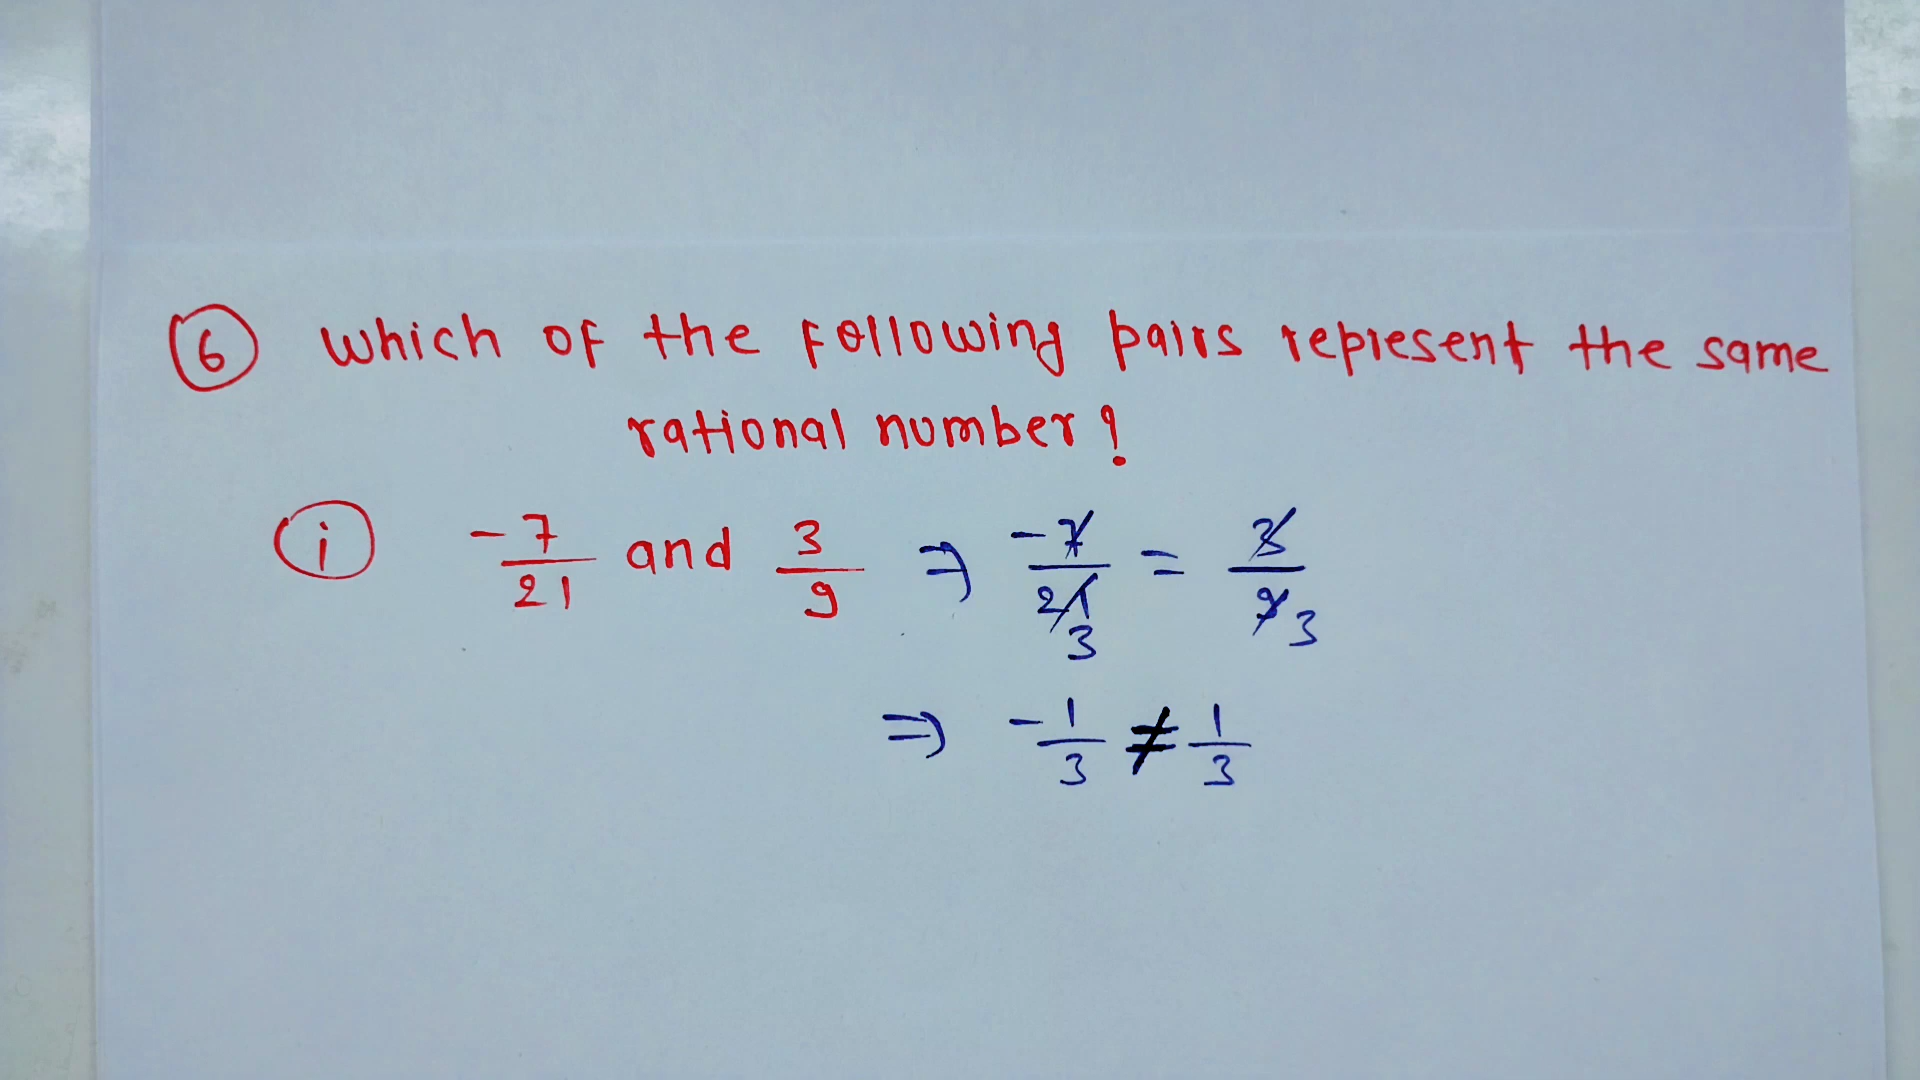 6 Which of the following pairs represent the same
rational number?
i -7/21 and 3/9 ⇒ -7/21 3 = 3/9 3
⇒ -1/3 ≠ 1/3